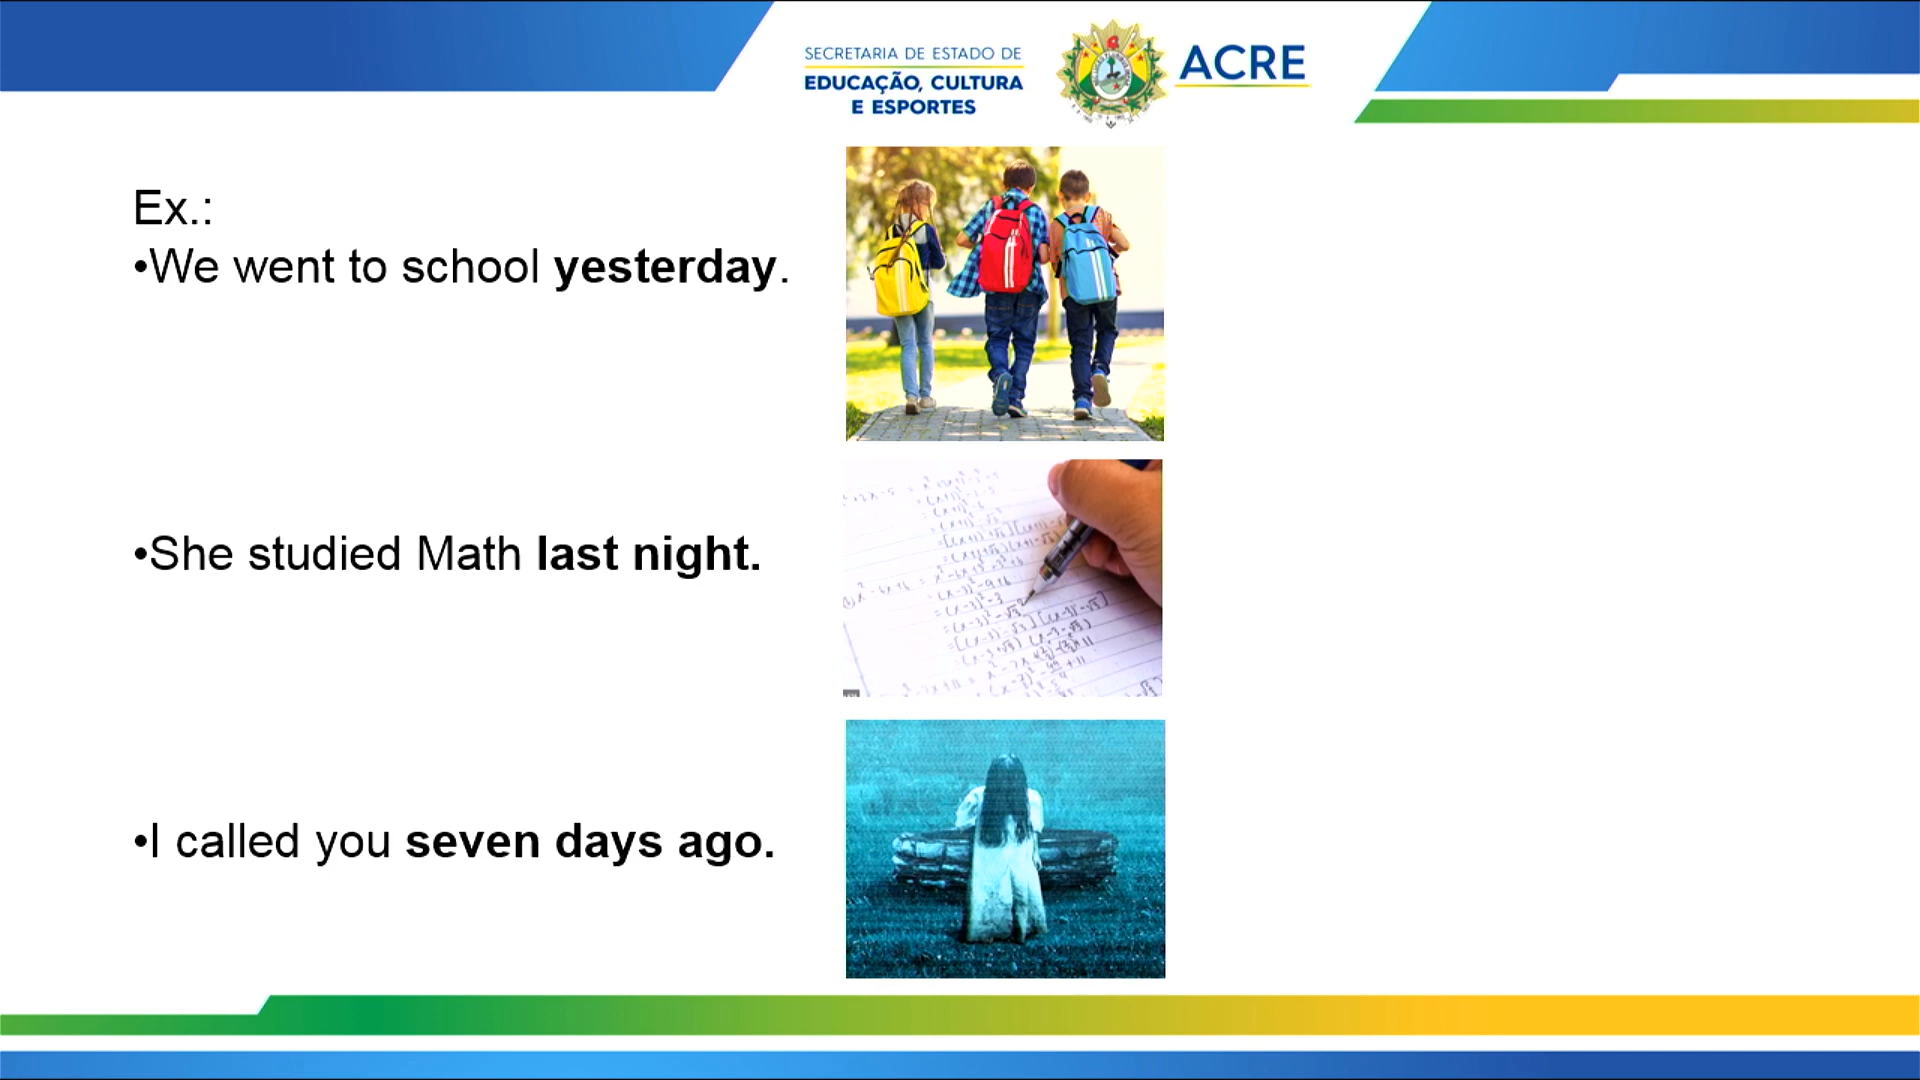 SECRETARIA DE ESTADO DE
EDUCAÇÃO, CULTURA
E ESPORTES
ACRE
Ex.:
•We went to school yesterday.
•She studied Math last night.
•I called you seven days ago.